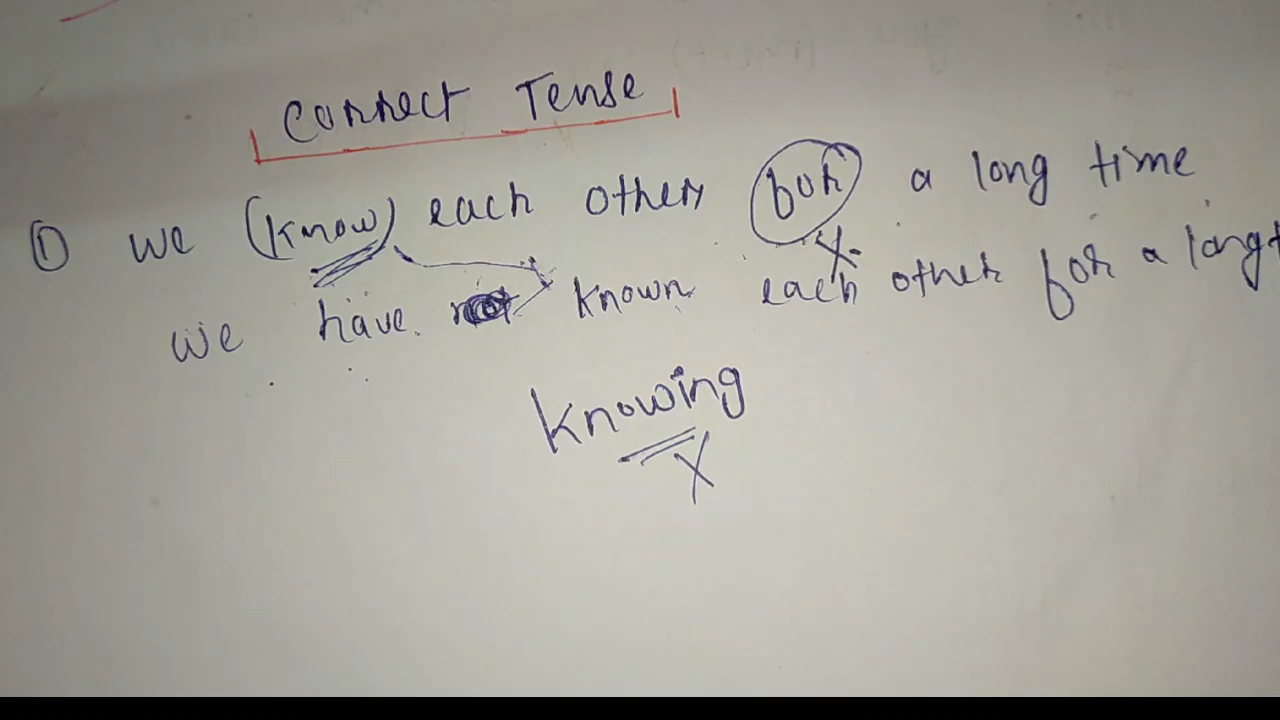 Correct Tense
① we (know) each other for a long time
we have known each other for a long t
knowing
X